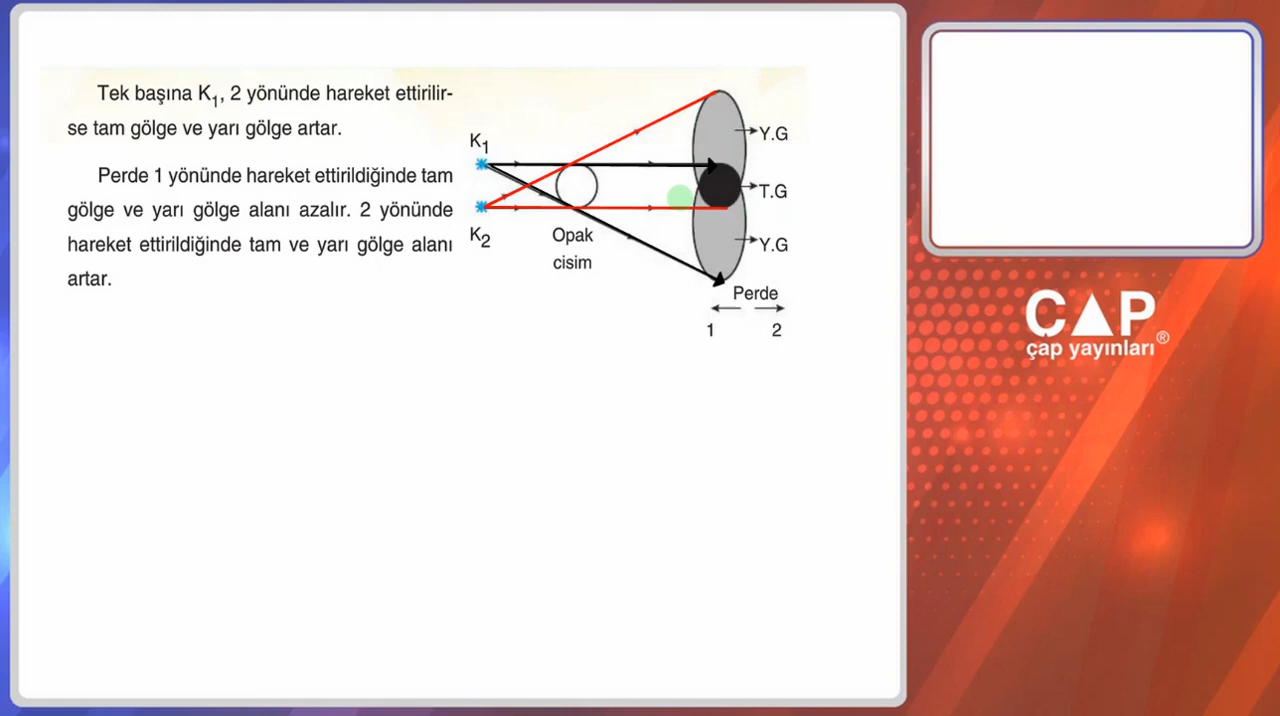 Tek başına K1, 2 yönünde hareket ettirilir-
se tam gölge ve yarı gölge artar.
Perde 1 yönünde hareket ettirildiğinde tam
gölge ve yarı gölge alanı azalır. 2 yönünde
hareket ettirildiğinde tam ve yarı gölge alanı
artar.
K1
K2
Opak
cisim
Y.G
T.G
Y.G
Perde
1 2
ÇAP
çap yayınları®